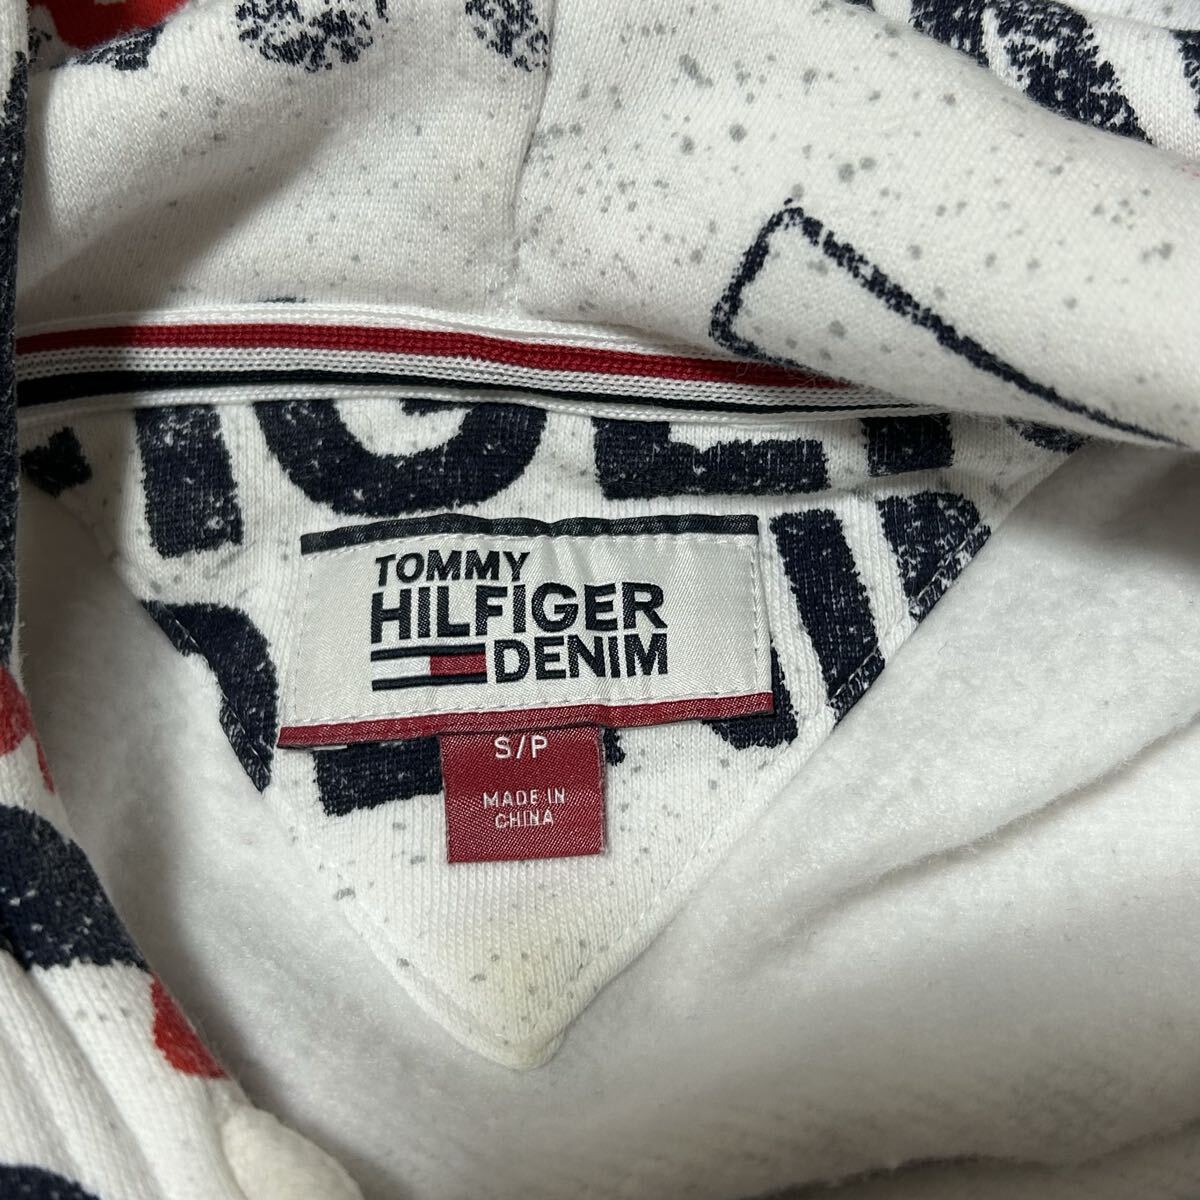 TOMMY
HILFIGER
DENIM
S/P
MADE IN
CHINA